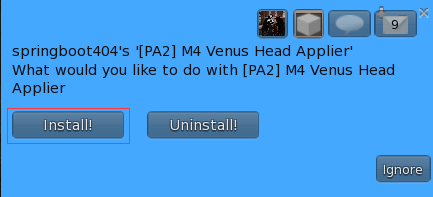 9
springboot404's '[PA2] M4 Venus Head Applier'
What would you like to do with [PA2] M4 Venus Head
Applier
Install! Uninstall!
Ignore